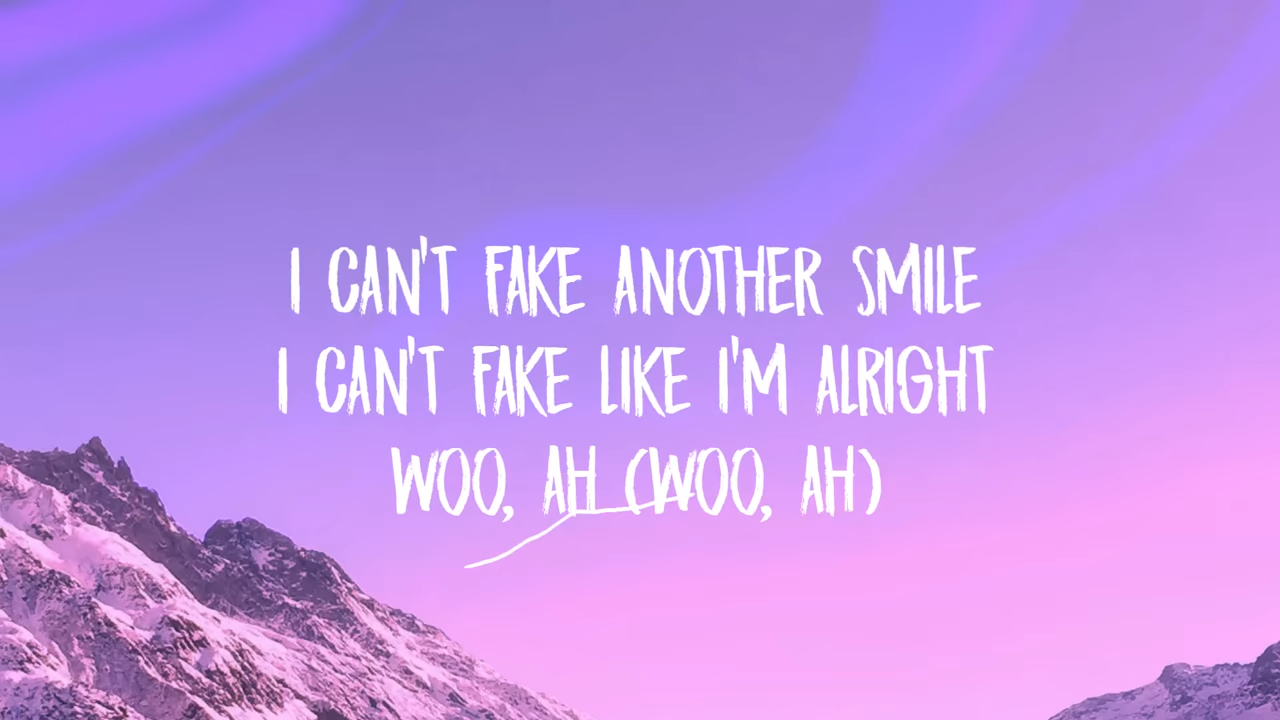 I CAN'T FAKE ANOTHER SMILE
I CAN'T FAKE LIKE I'M ALRIGHT
WOO, AH (WOO, AH)